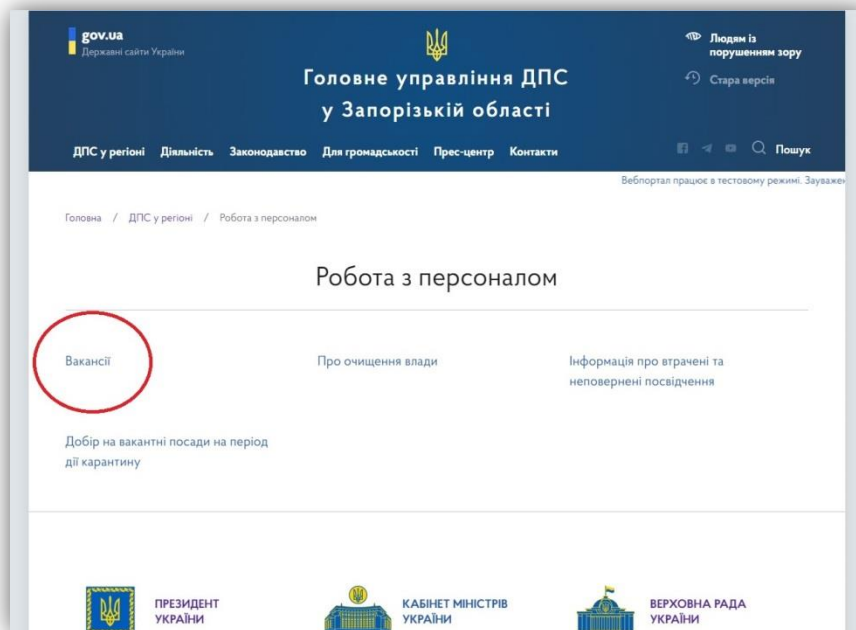 gov.ua
Державні сайти України
Людям із
порушенням зору
Стара версія
Головне управління ДПС
у Запорізькій області
ДПС у регіоні Діяльність Законодавство Для громадськості Прес-центр Контакти Пошук
Вебпортал працює в тестовому режимі.
Головна / ДПС у регіоні / Робота з персоналом
Робота з персоналом
Вакансії
Про очищення влади
Інформація про втрачені та
неповернені посвідчення
Добір на вакантні посади на період
дії карантину
ПРЕЗИДЕНТ
УКРАЇНИ
КАБІНЕТ МІНІСТРІВ
УКРАЇНИ
ВЕРХОВНА РАДА
УКРАЇНИ